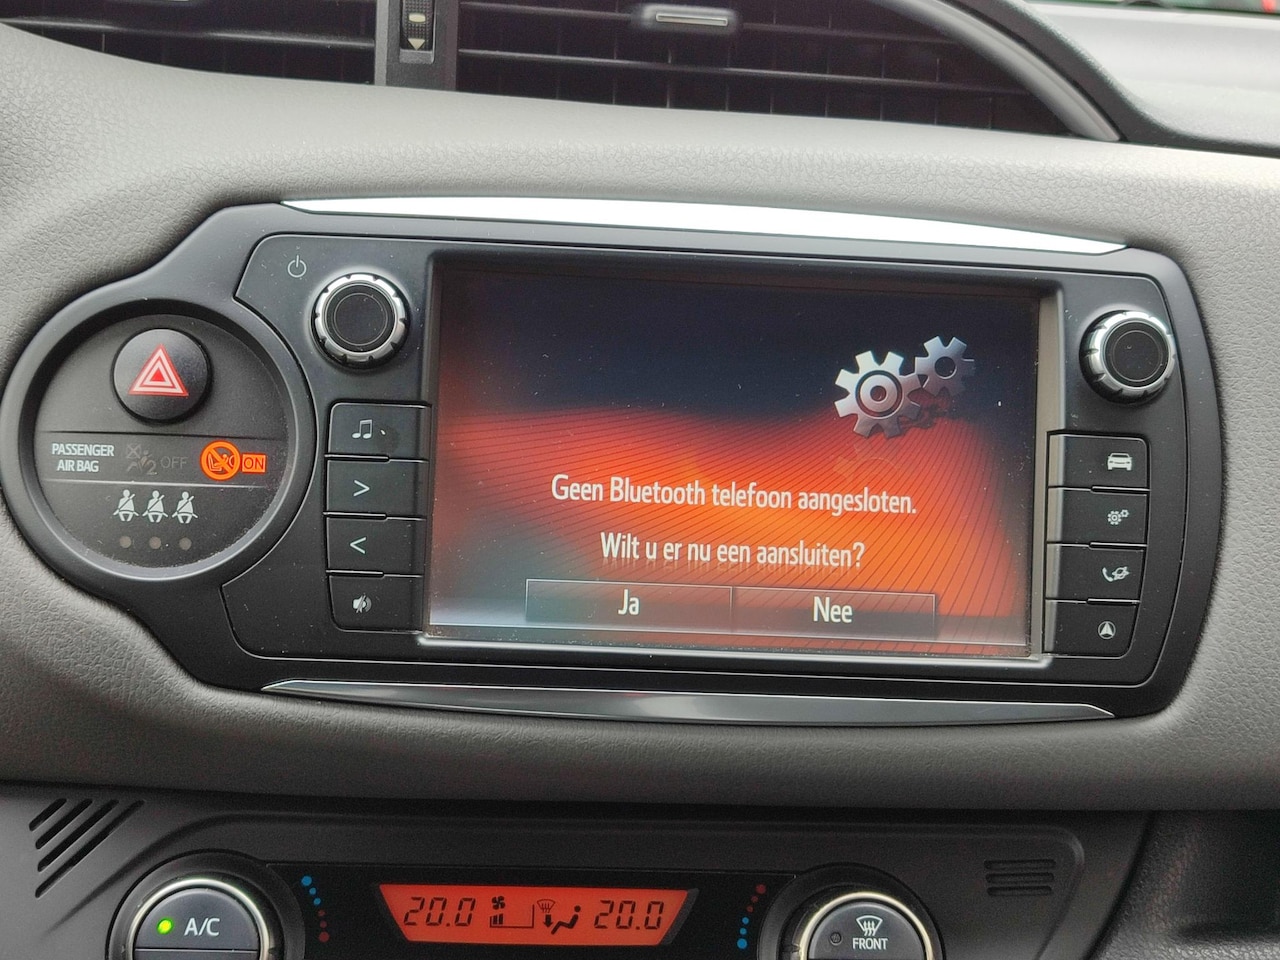 PASSENGER
AIR BAG
2 OFF
ON
Geen Bluetooth telefoon aangesloten.
Wilt u er nu een aansluiten?
Ja
Nee
A/C
20.0
20.0
FRONT